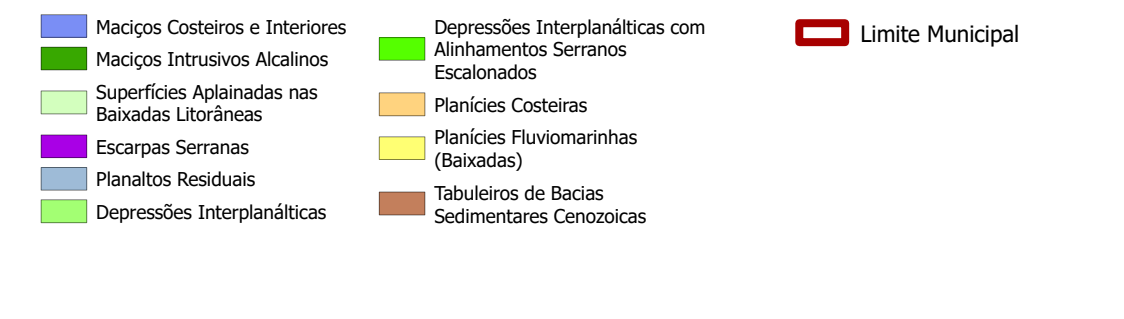 Maciços Costeiros e Interiores
Maciços Intrusivos Alcalinos
Superfícies Aplainadas nas
Baixadas Litorâneas
Escarpas Serranas
Planaltos Residuais
Depressões Interplanálticas
Depressões Interplanálticas com
Alinhamentos Serranos
Escalonados
Planícies Costeiras
Planícies Fluviomarinhas
(Baixadas)
Tabuleiros de Bacias
Sedimentares Cenozoicas
Limite Municipal